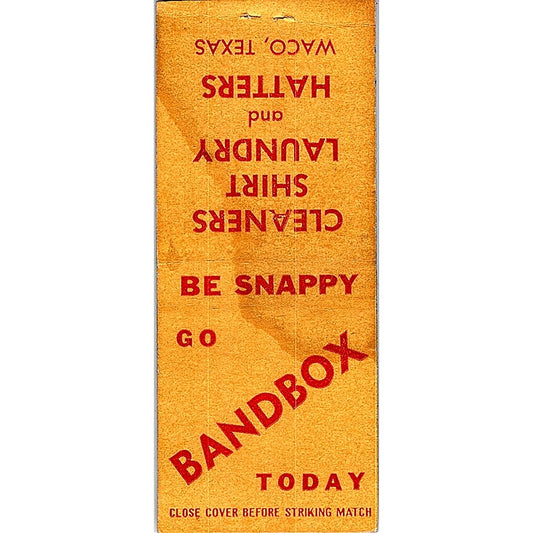 BE SNAPPY
GO
BANDBOX
TODAY
CLOSE COVER BEFORE STRIKING MATCH
CLEANERS
SHIRT
LAUNDRY
and
HATTERS
WACO, TEXAS